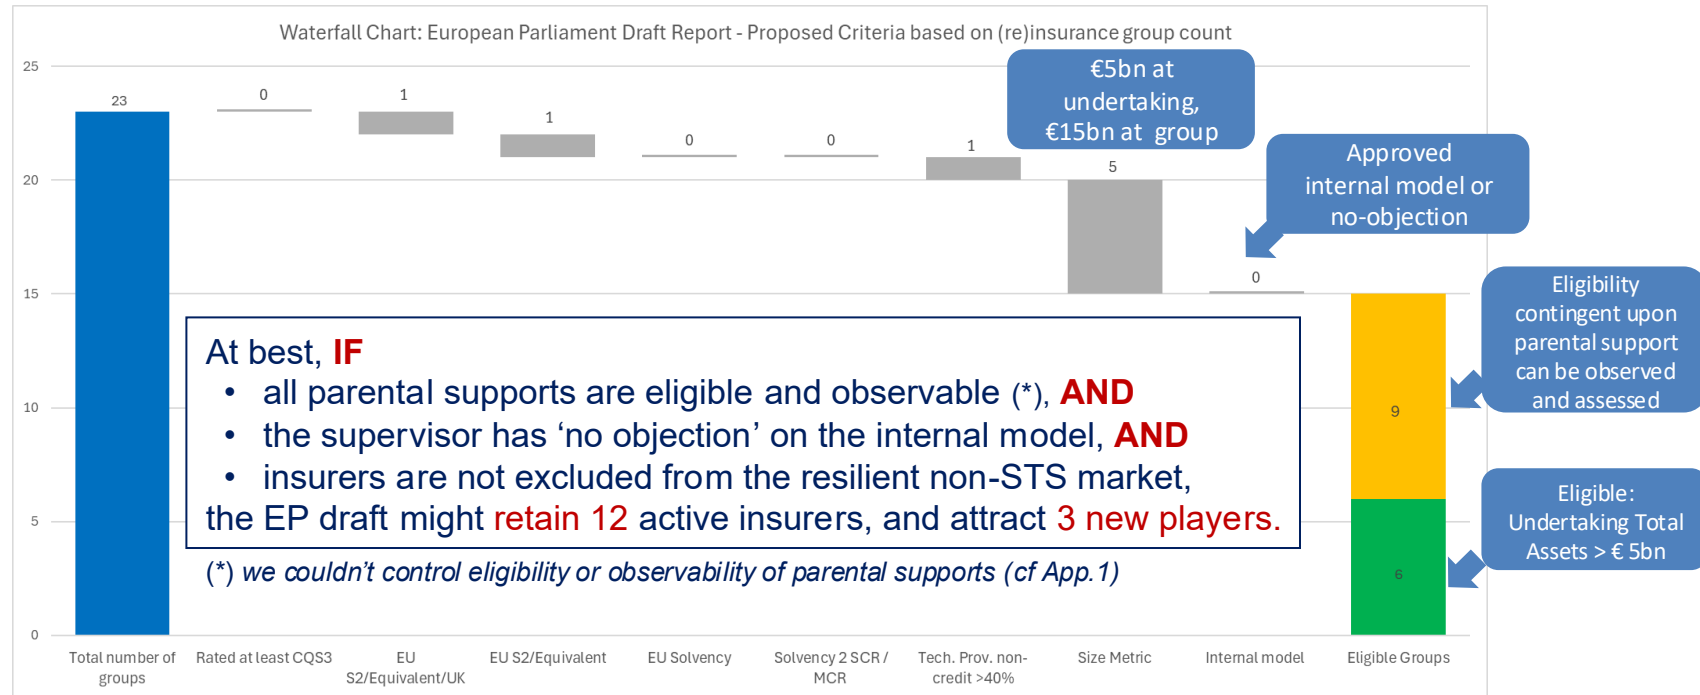 Waterfall Chart: European Parliament Draft Report - Proposed Criteria based on (re)insurance group count
25
20
15
10
5
0
23
0
1
1
0
0
1
5
0
9
6
€5bn at
undertaking,
€15bn at group
Approved
internal model or
no-objection
Eligibility
contingent upon
parental support
can be observed
and assessed
Eligible:
Undertaking Total
Assets > € 5bn
At best, IF
• all parental supports are eligible and observable (*), AND
• the supervisor has ‘no objection’ on the internal model, AND
• insurers are not excluded from the resilient non-STS market,
the EP draft might retain 12 active insurers, and attract 3 new players.
(*) we couldn’t control eligibility or observability of parental supports (cf App.1)
Total number of
groups
Rated at least CQS3
EU
S2/Equivalent/UK
EU S2/Equivalent
EU Solvency
Solvency 2 SCR /
MCR
Tech. Prov. non-
credit >40%
Size Metric
Internal model
Eligible Groups